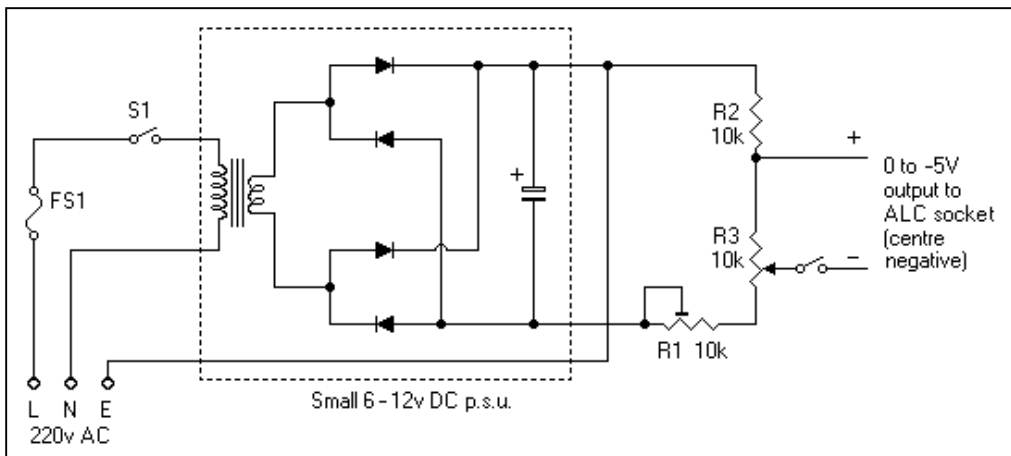 S1
FS1
L N E
220v AC
Small 6-12v DC p.s.u.
+
R1 10k
R2
10k
R3
10k
+
0 to -5V
output to
ALC socket
(centre
negative)
-